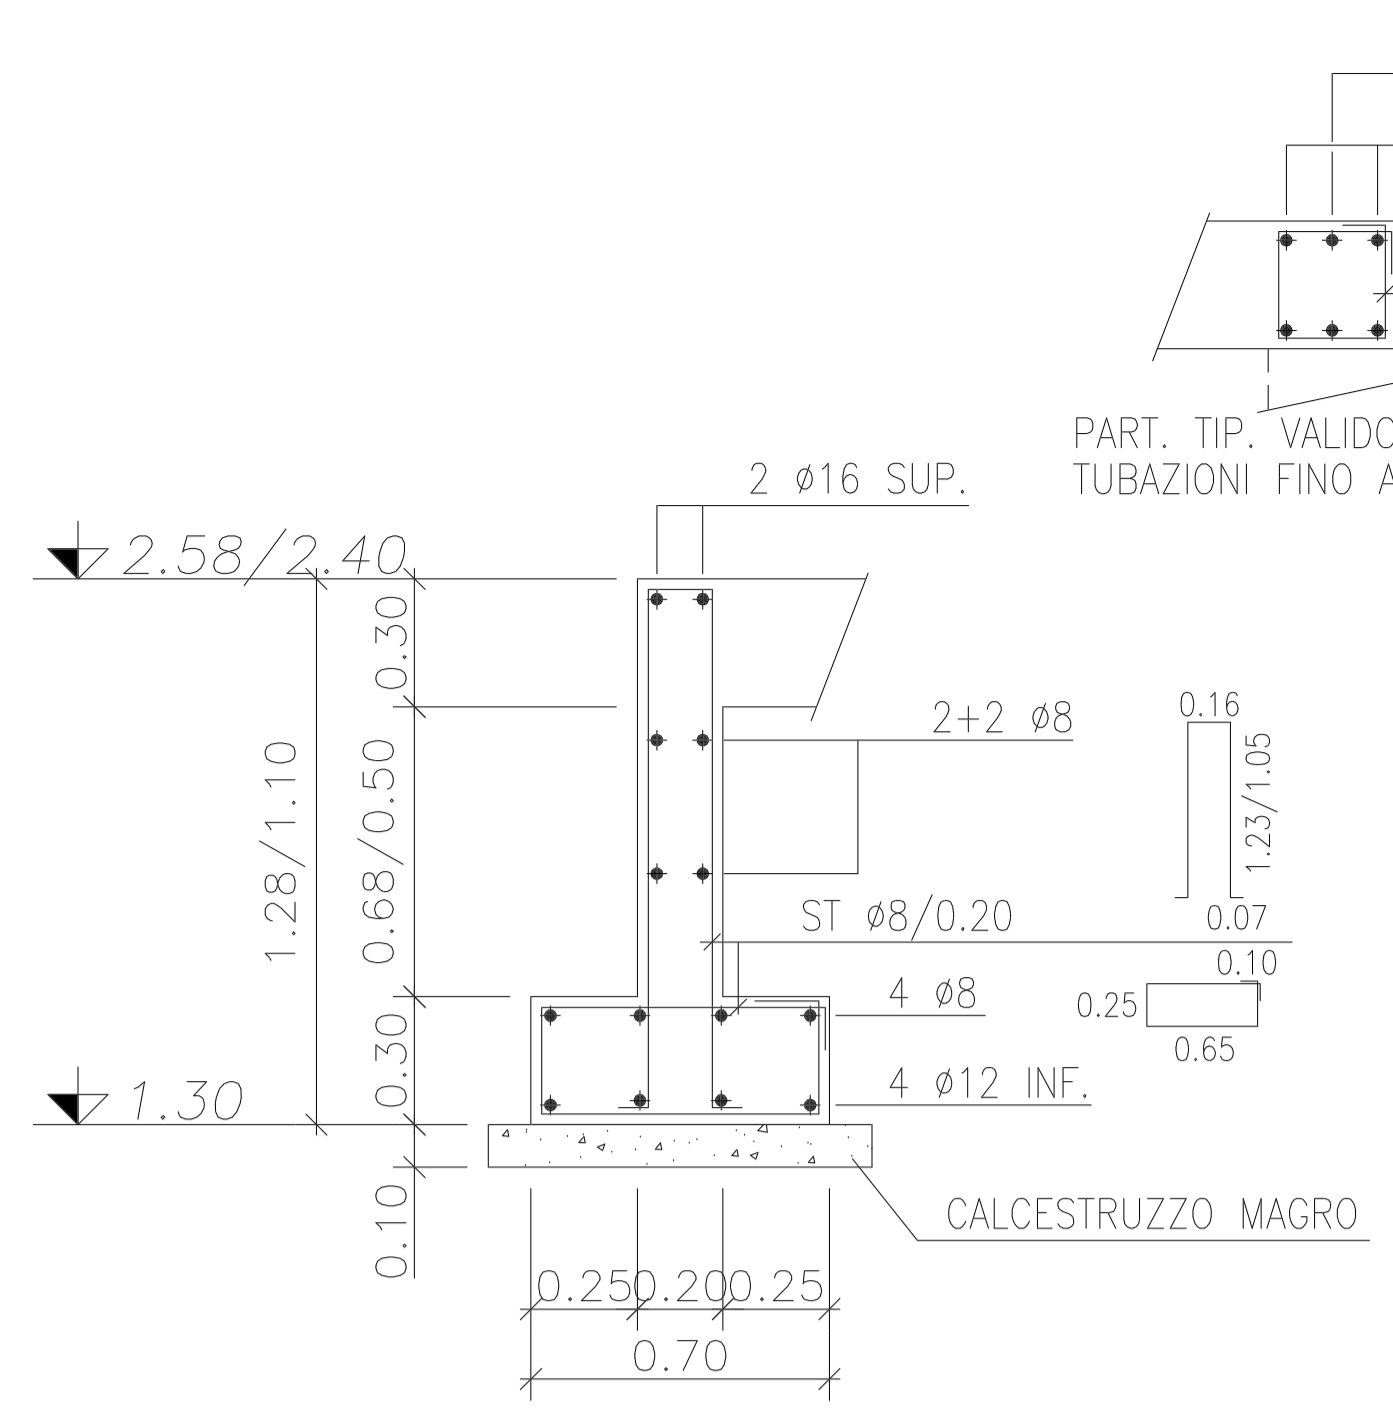 PART. TIP. VALIDO
TUBAZIONI FINO A
2 ø16 SUP.
2.58/2.40
0.30
2+2 ø8
0.16
1.23/1.05
1.28/1.10
0.68/0.50
ST ø8/0.20
0.07
0.10
4 ø8
0.25
0.65
0.30
1.30
4 ø12 INF.
0.10
CALCESTRUZZO MAGRO
0.25 0.20 0.25
0.70